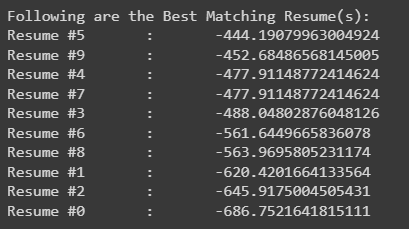 Following are the Best Matching Resume(s):
Resume #5 : -444.19079963004924
Resume #9 : -452.68486568145005
Resume #4 : -477.91148772414624
Resume #7 : -477.91148772414624
Resume #3 : -488.04802876048126
Resume #6 : -561.6449665836078
Resume #8 : -563.9695805231174
Resume #1 : -620.4201664133564
Resume #2 : -645.9175004505431
Resume #0 : -686.7521641815111